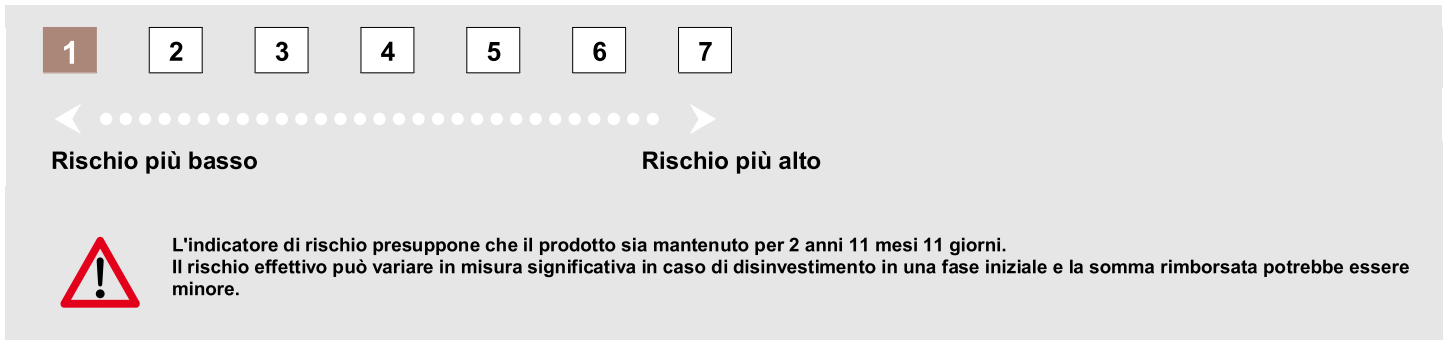 1 2 3 4 5 6 7
Rischio più basso Rischio più alto
L'indicatore di rischio presuppone che il prodotto sia mantenuto per 2 anni 11 mesi 11 giorni.
Il rischio effettivo può variare in misura significativa in caso di disinvestimento in una fase iniziale e la somma rimborsata potrebbe essere
minore.